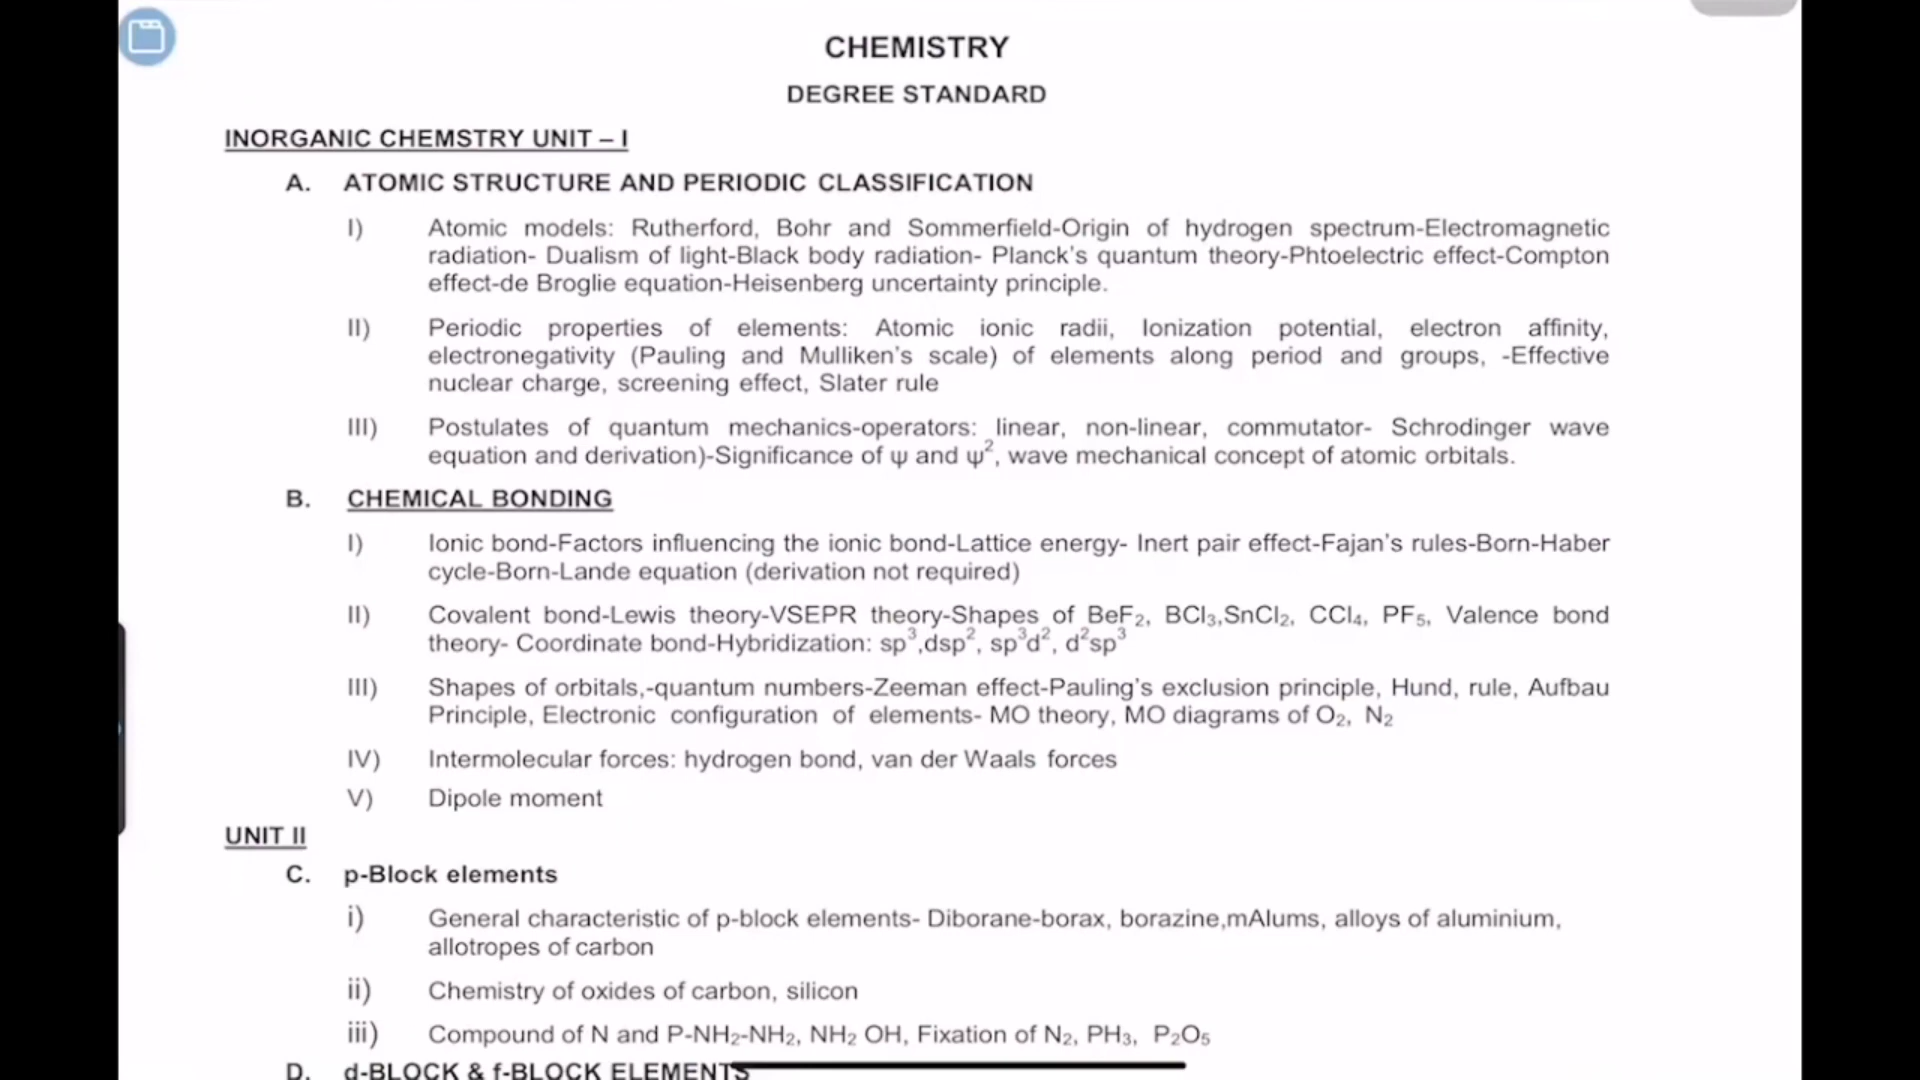 CHEMISTRY
DEGREE STANDARD
INORGANIC CHEMSTRY UNIT – I
A. ATOMIC STRUCTURE AND PERIODIC CLASSIFICATION
I) Atomic models: Rutherford, Bohr and Sommerfield-Origin of hydrogen spectrum-Electromagnetic
radiation- Dualism of light-Black body radiation- Planck's quantum theory-Phtoelectric effect-Compton
effect-de Broglie equation-Heisenberg uncertainty principle.
II) Periodic properties of elements: Atomic ionic radii, Ionization potential, electron affinity,
electronegativity (Pauling and Mulliken's scale) of elements along period and groups, -Effective
nuclear charge, screening effect, Slater rule
III) Postulates of quantum mechanics-operators: linear, non-linear, commutator- Schrodinger wave
equation and derivation)-Significance of ψ and ψ², wave mechanical concept of atomic orbitals.
B. CHEMICAL BONDING
I) Ionic bond-Factors influencing the ionic bond-Lattice energy- Inert pair effect-Fajan's rules-Born-Haber
cycle-Born-Lande equation (derivation not required)
II) Covalent bond-Lewis theory-VSEPR theory-Shapes of BeF₂, BCl₃,SnCl₂, CCl₄, PF₅, Valence bond
theory- Coordinate bond-Hybridization: sp³,dsp², sp³d², d²sp³
III) Shapes of orbitals,-quantum numbers-Zeeman effect-Pauling's exclusion principle, Hund, rule, Aufbau
Principle, Electronic configuration of elements- MO theory, MO diagrams of O₂, N₂
IV) Intermolecular forces: hydrogen bond, van der Waals forces
V) Dipole moment
UNIT II
C. p-Block elements
i) General characteristic of p-block elements- Diborane-borax, borazine,mAlums, alloys of aluminium,
allotropes of carbon
ii) Chemistry of oxides of carbon, silicon
iii) Compound of N and P-NH₂-NH₂, NH₂ OH, Fixation of N₂, PH₃, P₂O₅
D. d-BLOCK & f-BLOCK ELEMENTS